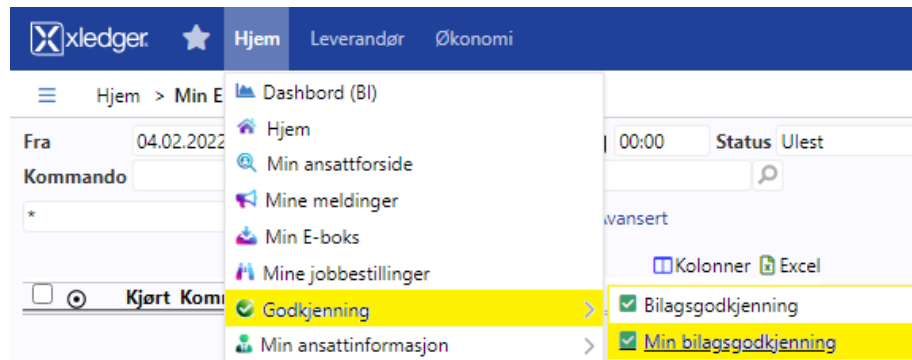 xledger Hjem Leverandør Økonomi
Hjem > Min E
Dashbord (BI)
Hjem
Min ansattforside
Mine meldinger
Min E-boks
Mine jobbestillinger
Godkjenning
Min ansattinformasjon
Fra 04.02.2022 00:00 Status Ulest
Kommando
* vansert
Kolonner Excel
Kjørt Komm
Bilagsgodkjenning
Min bilagsgodkjenning